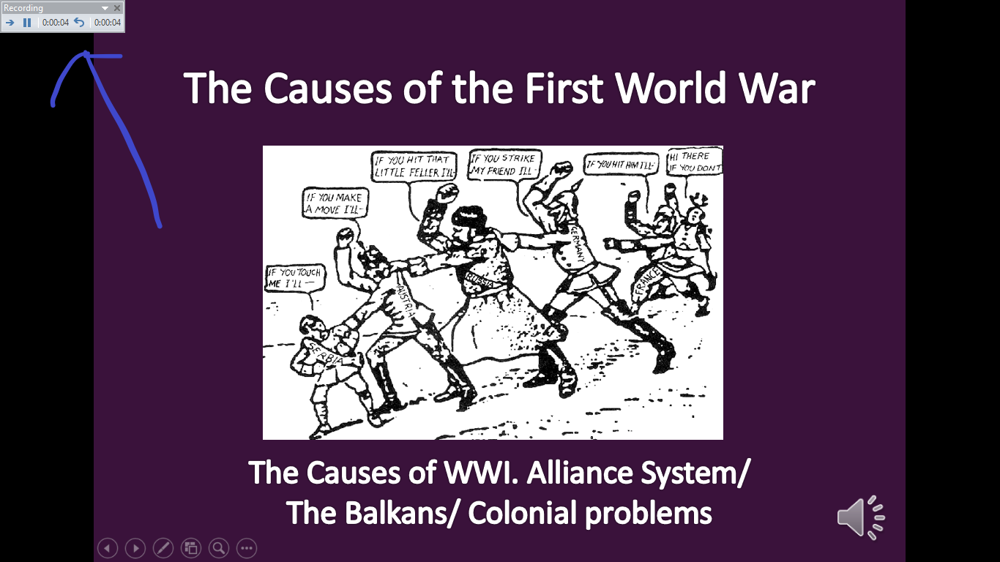 Recording
0:00:04 0:00:04
The Causes of the First World War
IF YOU HIT THAT
LITTLE FELLER I'LL-
IF YOU STRIKE
MY FRIEND I'LL-
IF YOU HIT HIM I'LL-
HI THERE
IF YOU DON'T
IF YOU MAKE
A MOVE I'LL-
IF YOU TOUCH
ME I'LL —
SERBIA
AUSTRIA
RUSSIA
GERMANY
FRANCE
The Causes of WWI. Alliance System/
The Balkans/ Colonial problems